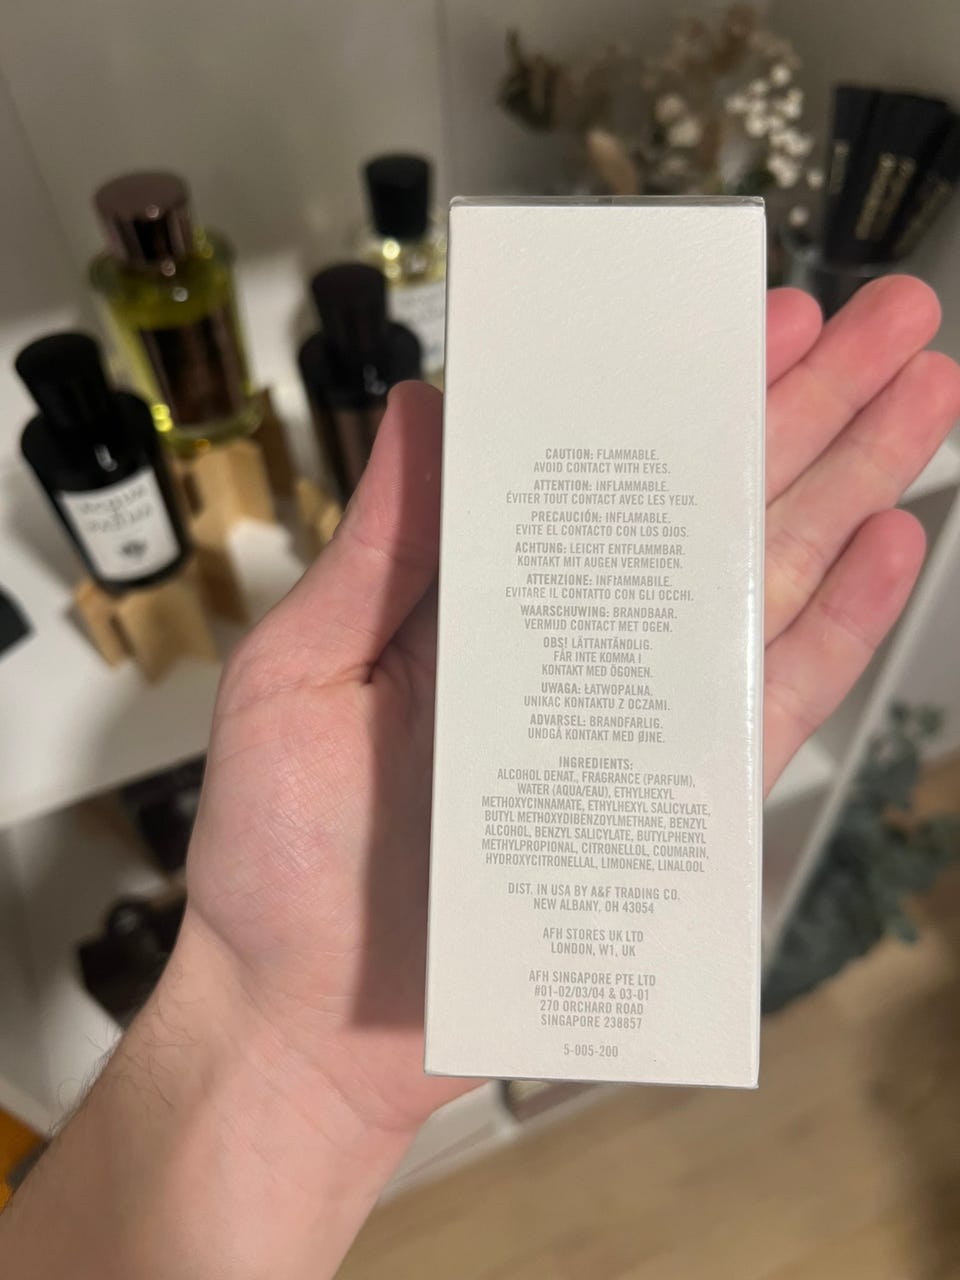 CAUTION: FLAMMABLE.
AVOID CONTACT WITH EYES.
ATTENTION: INFLAMMABLE.
ÉVITER TOUT CONTACT AVEC LES YEUX.
PRECAUCIÓN: INFLAMABLE.
EVITE EL CONTACTO CON LOS OJOS.
ACHTUNG: LEICHT ENTFLAMMBAR.
KONTAKT MIT AUGEN VERMEIDEN.
ATTENZIONE: INFIAMMABILE.
EVITARE IL CONTATTO CON GLI OCCHI.
WAARSCHUWING: BRANDBAAR.
VERMIJD CONTACT MET OGEN.
OBS! LÄTTANTÄNDLIG.
FÅR INTE KOMMA I
KONTAKT MED ÖGONEN.
UWAGA: ŁATWOPALNA.
UNIKAC KONTAKTU Z OCZAMI.
ADVARSEL: BRANDFARLIG.
UNDGÅ KONTAKT MED ØJNE.
INGREDIENTS:
ALCOHOL DENAT., FRAGRANCE (PARFUM),
WATER (AQUA/EAU), ETHYLHEXYL
METHOXYCINNAMATE, ETHYLHEXYL SALICYLATE,
BUTYL METHOXYDIBENZOYLMETHANE, BENZYL
ALCOHOL, BENZYL SALICYLATE, BUTYLPHENYL
METHYLPROPIONAL, CITRONELLOL, COUMARIN,
HYDROXYCITRONELLAL, LIMONENE, LINALOOL
DIST. IN USA BY A&F TRADING CO.
NEW ALBANY, OH 43054
AFH STORES UK LTD
LONDON, W1, UK
AFH SINGAPORE PTE LTD
#01-02/03/04 & 03-01
270 ORCHARD ROAD
SINGAPORE 238857
5-005-200